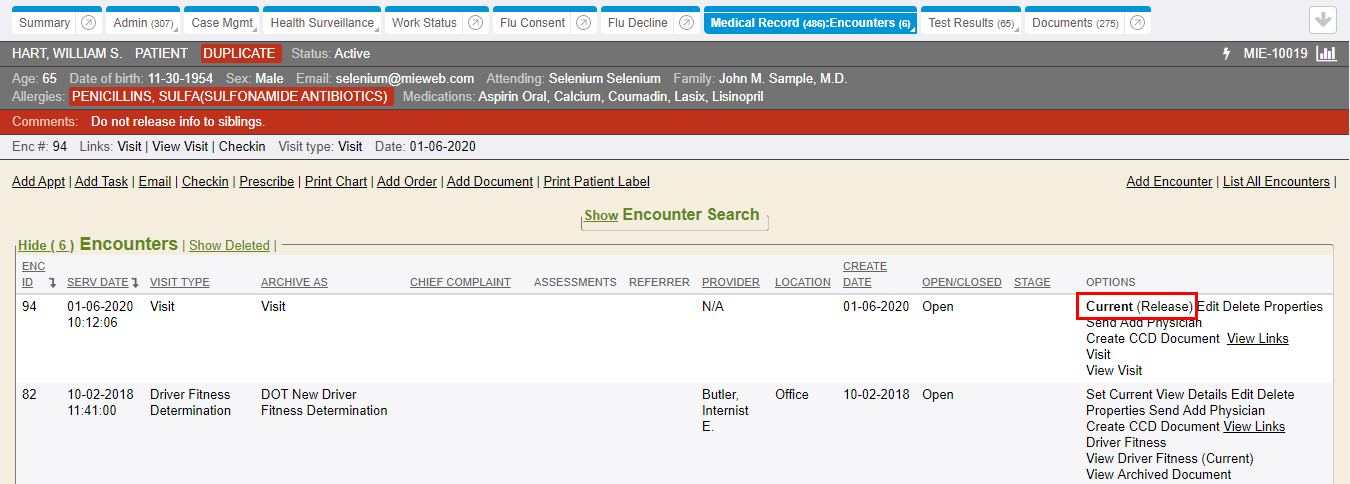 Summary Admin (307) Case Mgmt Health Surveillance Work Status Flu Consent Flu Decline Medical Record (486):Encounters (6) Test Results (65) Documents (275)
HART, WILLIAM S. PATIENT DUPLICATE Status: Active MIE-10019
Age: 65 Date of birth: 11-30-1954 Sex: Male Email: selenium@mieweb.com Attending: Selenium Selenium Family: John M. Sample, M.D.
Allergies: PENICILLINS, SULFA(SULFONAMIDE ANTIBIOTICS) Medications: Aspirin Oral, Calcium, Coumadin, Lasix, Lisinopril
Comments: Do not release info to siblings.
Enc #: 94 Links: Visit | View Visit | Checkin Visit type: Visit Date: 01-06-2020
Add Appt | Add Task | Email | Checkin | Prescribe | Print Chart | Add Order | Add Document | Print Patient Label Add Encounter | List All Encounters |
Show Encounter Search
Hide ( 6 ) Encounters | Show Deleted |
ENC ID SERV DATE VISIT TYPE ARCHIVE AS CHIEF COMPLAINT ASSESSMENTS REFERRER PROVIDER LOCATION CREATE DATE OPEN/CLOSED STAGE OPTIONS
94 01-06-2020 Visit Visit N/A 01-06-2020 Open Current (Release) Edit Delete Properties
10:12:06 Send Add Physician
Create CCD Document View Links
Visit
View Visit
82 10-02-2018 Driver Fitness DOT New Driver Butler, Office 10-02-2018 Open Set Current View Details Edit Delete
11:41:00 Determination Fitness Determination Internist Properties Send Add Physician
E. Create CCD Document View Links
Driver Fitness
View Driver Fitness (Current)
View Archived Document